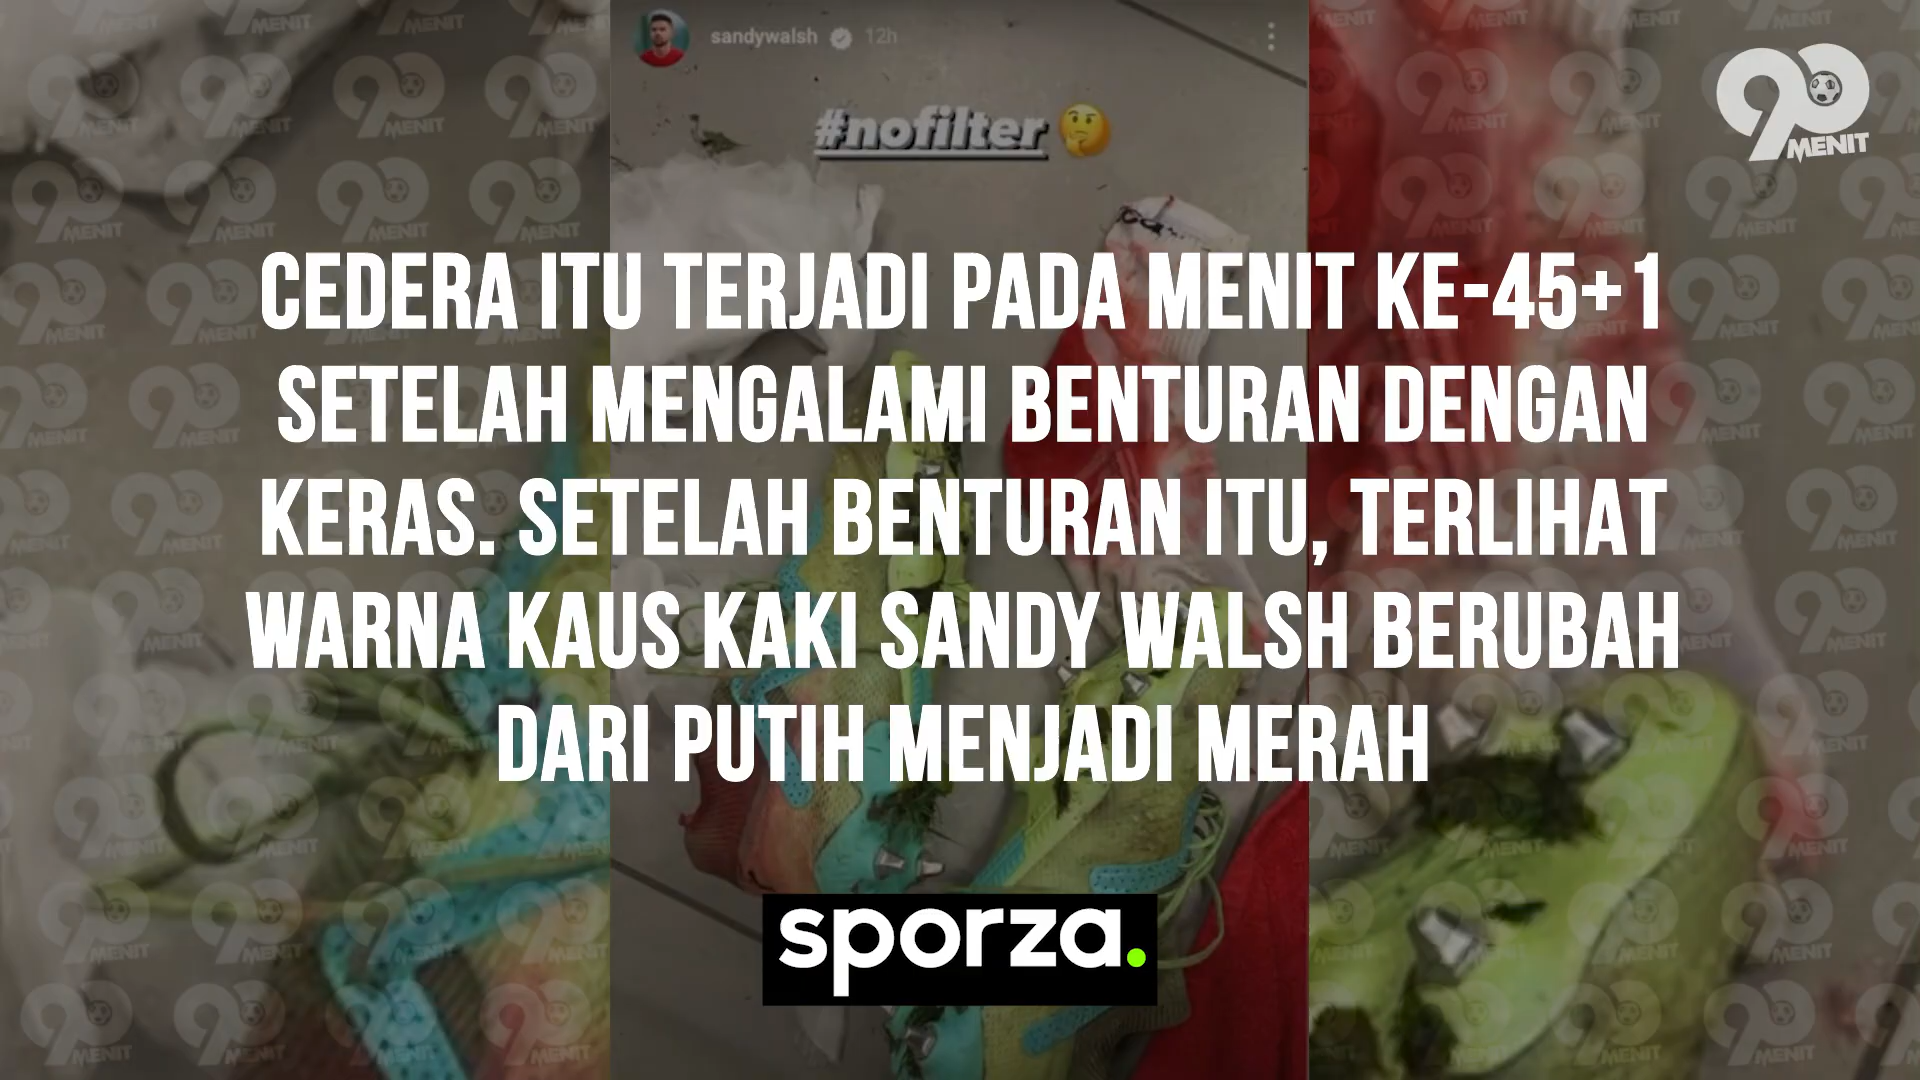 sandywalsh 12h
#nofilter 🤔
90 MENIT
CEDERA ITU TERJADI PADA MENIT KE-45+1
SETELAH MENGALAMI BENTURAN DENGAN
KERAS. SETELAH BENTURAN ITU, TERLIHAT
WARNA KAUS KAKI SANDY WALSH BERUBAH
DARI PUTIH MENJADI MERAH
sporza.